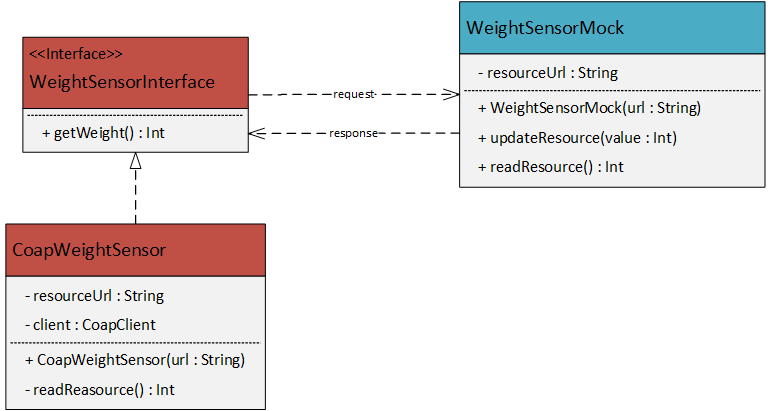 <<Interface>>
WeightSensorInterface
+ getWeight() : Int
request
response
WeightSensorMock
- resourceUrl : String
+ WeightSensorMock(url : String)
+ updateResource(value : Int)
+ readResource() : Int
CoapWeightSensor
- resourceUrl : String
- client : CoapClient
+ CoapWeightSensor(url : String)
- readReasource() : Int